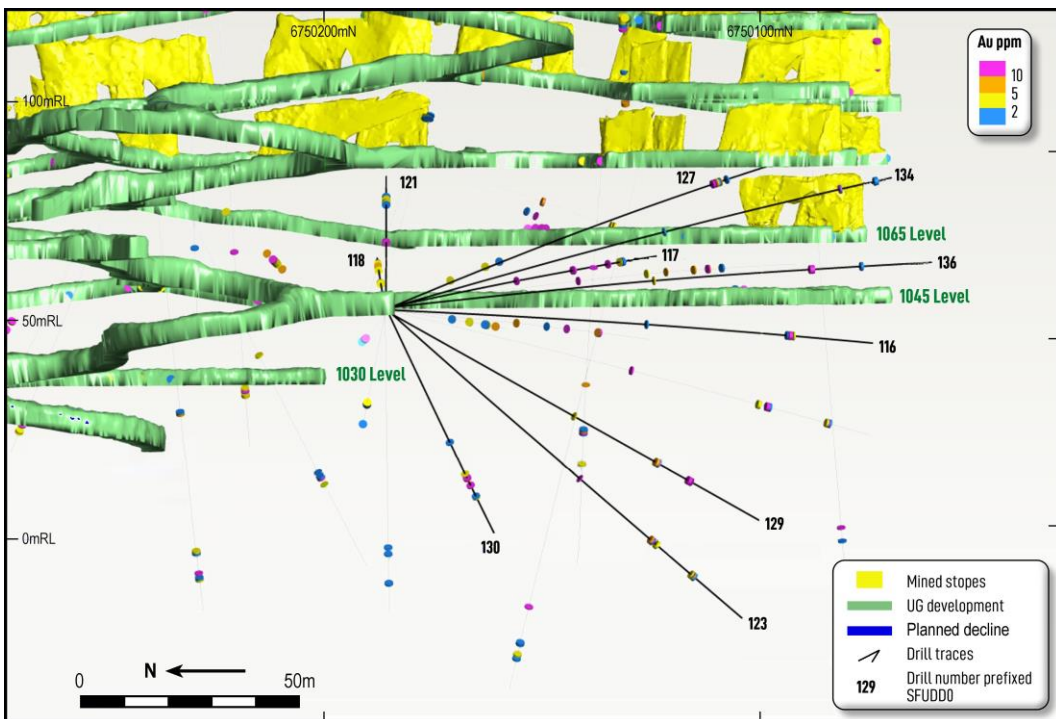 6750200mN
6750100mN
Au ppm
10
5
2
100mRL
121
127
134
118
117
1065 Level
136
1045 Level
50mRL
116
1030 Level
0mRL
130
129
123
Mined stopes
UG development
Planned decline
Drill traces
129
Drill number prefixed
SFUDD0
N
0
50m